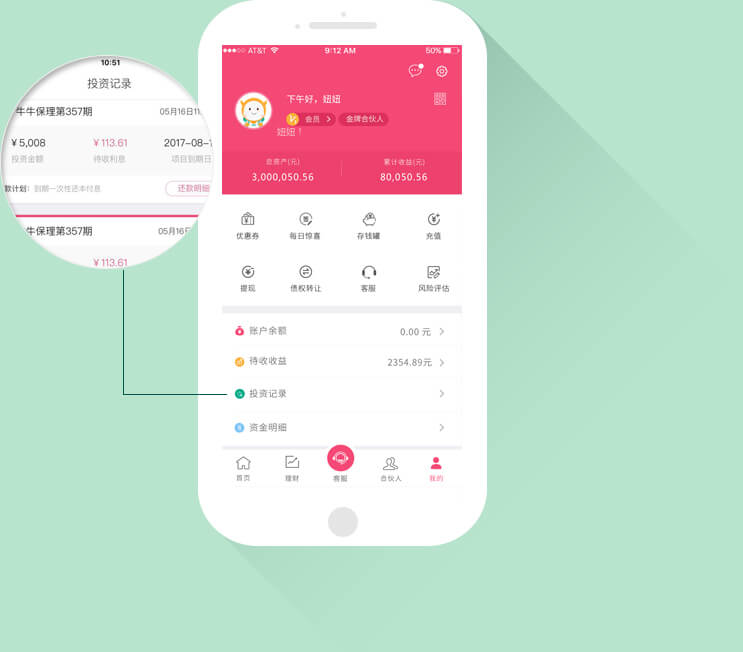 10:51
投资记录
牛牛保理第357期
05月16日11
¥5,008
¥113.61
2017-08-1
投资金额
待收利息
项目到期日
款计划：到期一次性还本付息
还款明细
牛保理第357期
05月16日
¥113.61
AT&T
9:12 AM
50%
下午好，妞妞
会员
金牌合伙人
妞妞！
总资产(元)
累计收益(元)
3,000,050.56
80,050.56
优惠券
每日惊喜
存钱罐
充值
提现
债权转让
客服
风险评估
账户余额
0.00 元
待收收益
2354.89元
投资记录
资金明细
首页
理财
客服
合伙人
我的